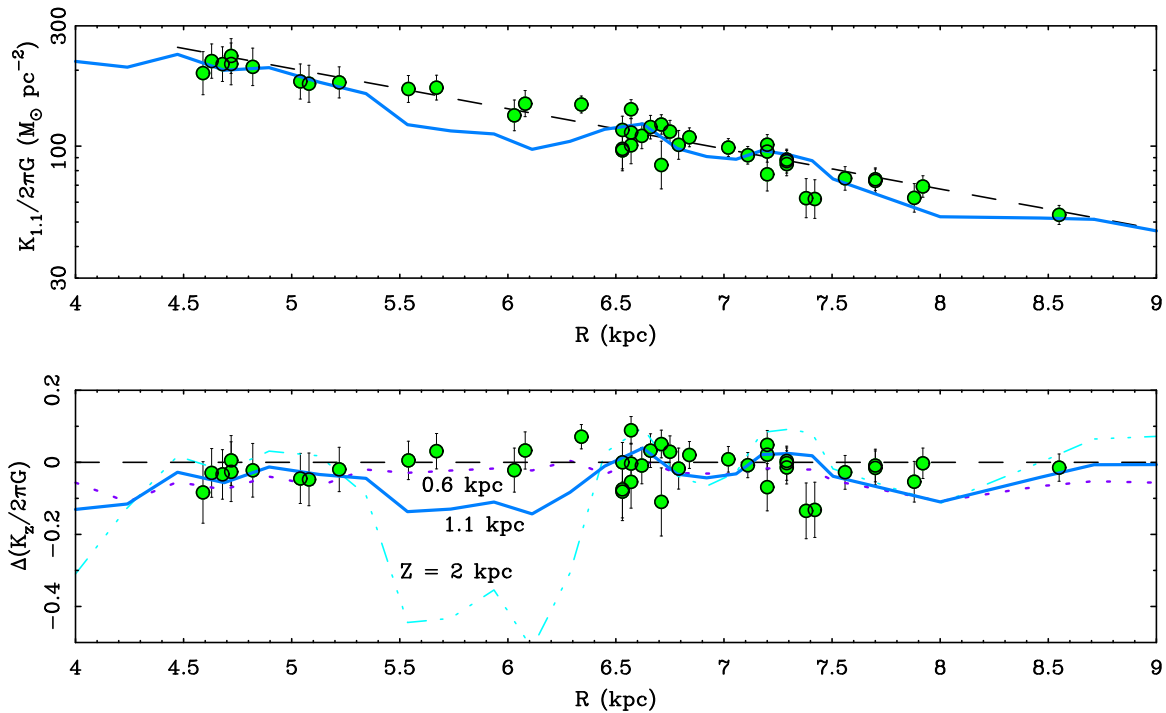 300
100
30
K₁.₁/2πG (M⊙ pc⁻²)
4 4.5 5 5.5 6 6.5 7 7.5 8 8.5 9
R (kpc)
0.2
0
−0.2
−0.4
Δ(K_z/2πG)
0.6 kpc
1.1 kpc
Z = 2 kpc
4 4.5 5 5.5 6 6.5 7 7.5 8 8.5 9
R (kpc)